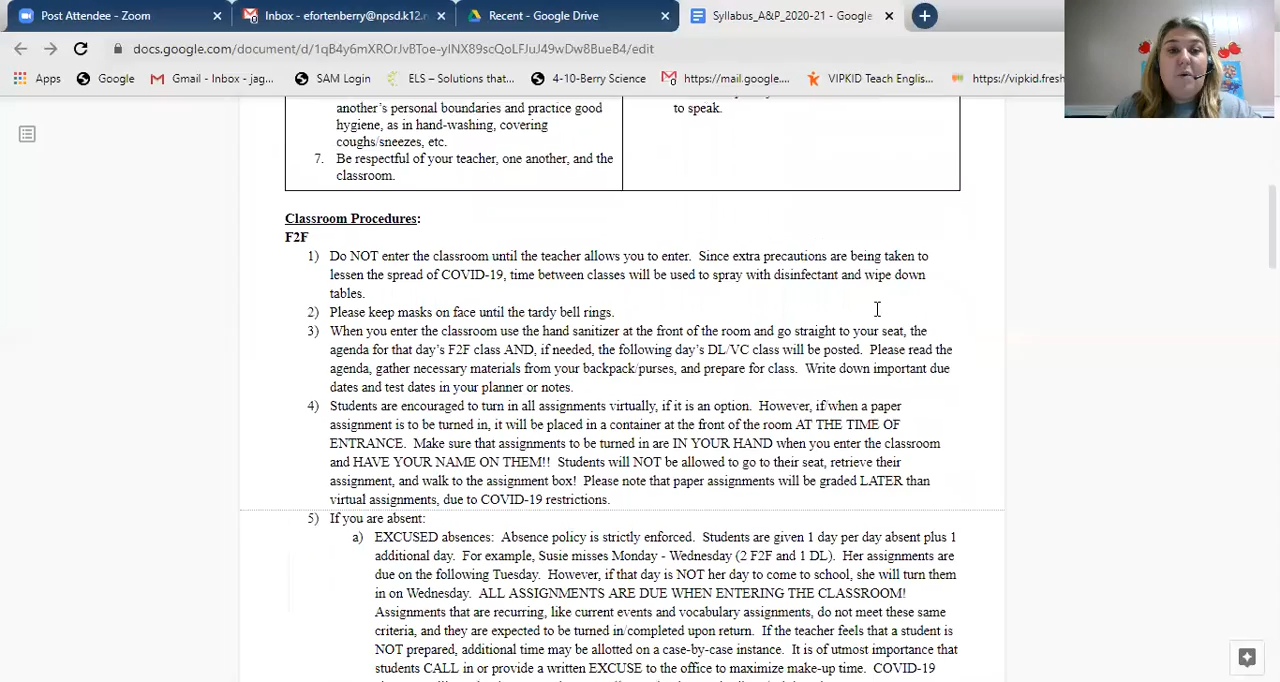 Post Attendee - Zoom
Inbox - efortenberry@npsd.k12.
Recent - Google Drive
Syllabus_A&P_2020-21 - Google
docs.google.com/document/d/1qB4y6mXROrJvBToe-yINX89scQoLFJuJ49wDw8BueB4/edit
Apps
Google
Gmail - Inbox - jag...
SAM Login
ELS – Solutions that...
4-10-Berry Science
https://mail.google....
VIPKID Teach Englis...
https://vipkid.fresh
another's personal boundaries and practice good
hygiene, as in hand-washing, covering
coughs/sneezes, etc.
7. Be respectful of your teacher, one another, and the
classroom.
to speak.
Classroom Procedures:
F2F
1) Do NOT enter the classroom until the teacher allows you to enter. Since extra precautions are being taken to
lessen the spread of COVID-19, time between classes will be used to spray with disinfectant and wipe down
tables.
2) Please keep masks on face until the tardy bell rings.
3) When you enter the classroom use the hand sanitizer at the front of the room and go straight to your seat, the
agenda for that day's F2F class AND, if needed, the following day's DL/VC class will be posted. Please read the
agenda, gather necessary materials from your backpack/purses, and prepare for class. Write down important due
dates and test dates in your planner or notes.
4) Students are encouraged to turn in all assignments virtually, if it is an option. However, if/when a paper
assignment is to be turned in, it will be placed in a container at the front of the room AT THE TIME OF
ENTRANCE. Make sure that assignments to be turned in are IN YOUR HAND when you enter the classroom
and HAVE YOUR NAME ON THEM!! Students will NOT be allowed to go to their seat, retrieve their
assignment, and walk to the assignment box! Please note that paper assignments will be graded LATER than
virtual assignments, due to COVID-19 restrictions.
5) If you are absent:
a) EXCUSED absences: Absence policy is strictly enforced. Students are given 1 day per day absent plus 1
additional day. For example, Susie misses Monday - Wednesday (2 F2F and 1 DL). Her assignments are
due on the following Tuesday. However, if that day is NOT her day to come to school, she will turn them
in on Wednesday. ALL ASSIGNMENTS ARE DUE WHEN ENTERING THE CLASSROOM!
Assignments that are recurring, like current events and vocabulary assignments, do not meet these same
criteria, and they are expected to be turned in/completed upon return. If the teacher feels that a student is
NOT prepared, additional time may be allotted on a case-by-case instance. It is of utmost importance that
students CALL in or provide a written EXCUSE to the office to maximize make-up time. COVID-19